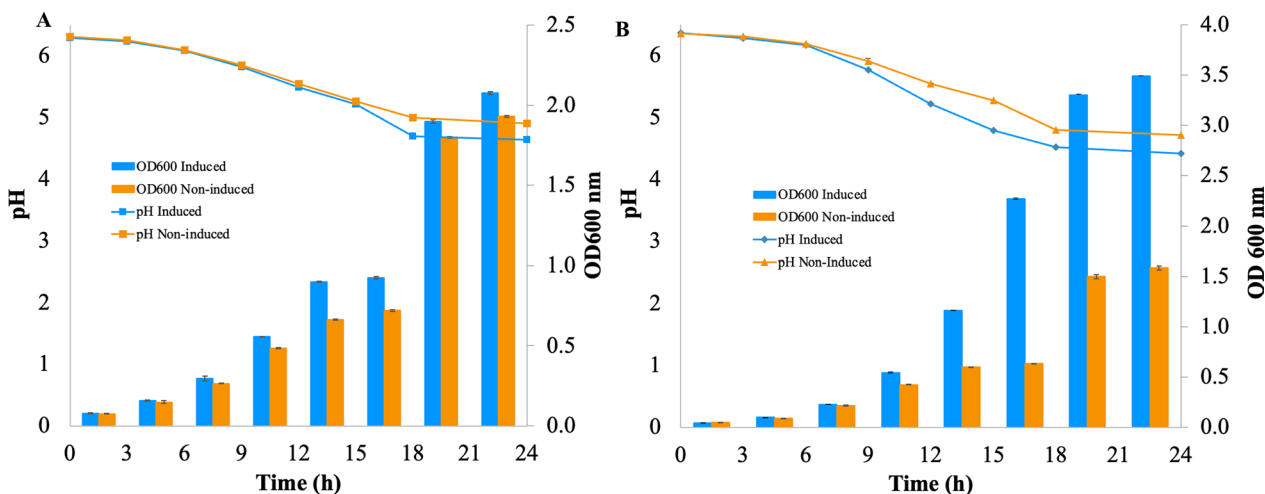 A
6
5
4
3
2
1
0
pH
2.5
2.0
1.5
1.0
0.5
0.0
OD600 nm
OD600 Induced
OD600 Non-induced
pH Induced
pH Non-induced
0 3 6 9 12 15 18 21 24
Time (h)
B
6
5
4
3
2
1
0
pH
4.0
3.5
3.0
2.5
2.0
1.5
1.0
0.5
0.0
OD 600 nm
OD600 Induced
OD600 Non-induced
pH Induced
pH Non-Induced
0 3 6 9 12 15 18 21 24
Time (h)